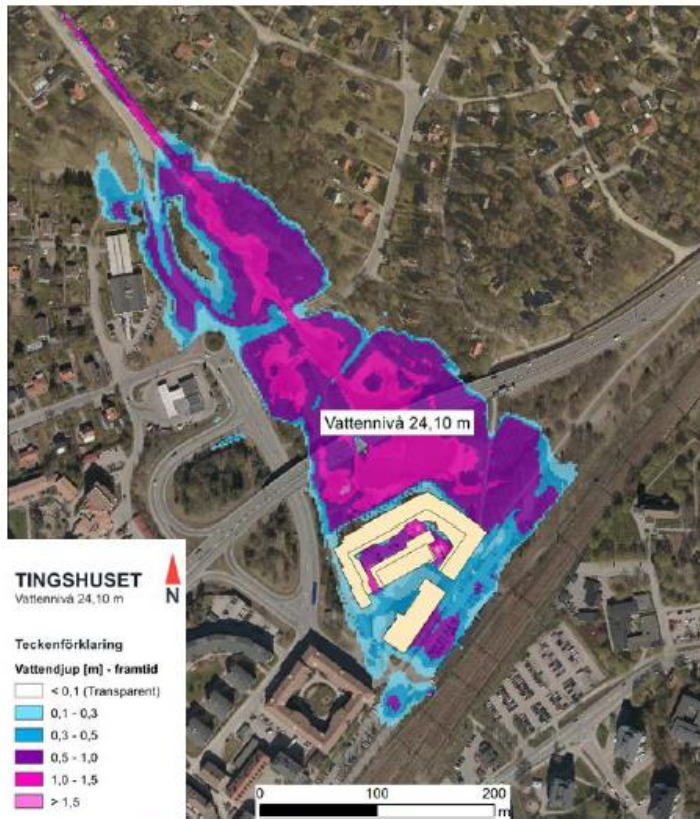 Vattennivå 24,10 m
TINGSHUSET
Vattennivå 24,10 m
N
Teckenförklaring
Vattendjup [m] - framtid
< 0,1 (Transparent)
0,1 - 0,3
0,3 - 0,5
0,5 - 1,0
1,0 - 1,5
> 1,5
0 100 200
m